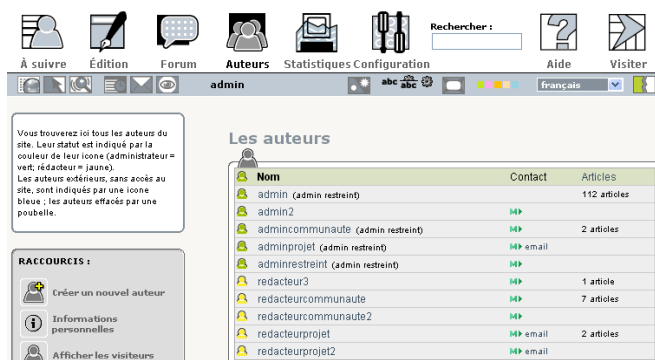 Rechercher :
À suivre Édition Forum Auteurs Statistiques Configuration Aide Visiter
admin abc abc français
Vous trouverez ici tous les auteurs du
site. Leur statut est indiqué par la
couleur de leur icone (administrateur =
vert; rédacteur = jaune).
Les auteurs extérieurs, sans accès au
site, sont indiqués par une icone
bleue ; les auteurs effacés par une
poubelle.
RACCOURCIS :
Créer un nouvel auteur
Informations
personnelles
Afficher les visiteurs
Les auteurs
Nom Contact Articles
admin (admin restreint) 112 articles
admin2 M
admincommunaute (admin restreint) M 2 articles
adminprojet (admin restreint) M email
adminrestreint (admin restreint) M
redacteur3 M 1 article
redacteurcommunaute M 7 articles
redacteurcommunaute2 M
redacteurprojet M email 2 articles
redacteurprojet2 M email